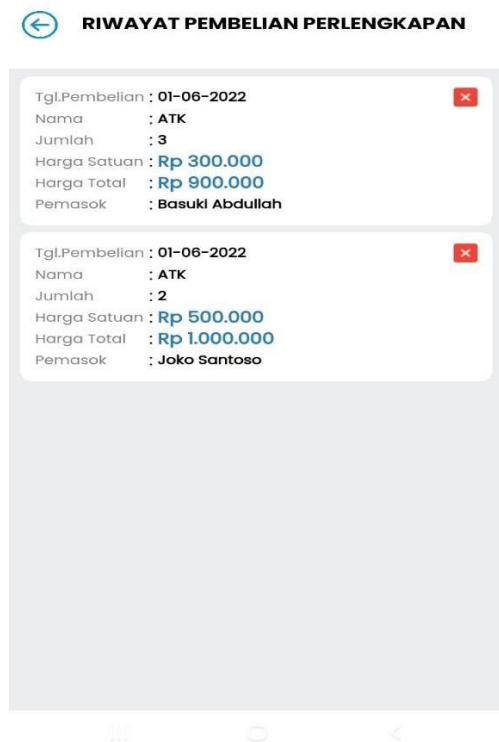 RIWAYAT PEMBELIAN PERLENGKAPAN
Tgl.Pembelian : 01-06-2022
Nama : ATK
Jumlah : 3
Harga Satuan : Rp 300.000
Harga Total : Rp 900.000
Pemasok : Basuki Abdullah
Tgl.Pembelian : 01-06-2022
Nama : ATK
Jumlah : 2
Harga Satuan : Rp 500.000
Harga Total : Rp 1.000.000
Pemasok : Joko Santoso